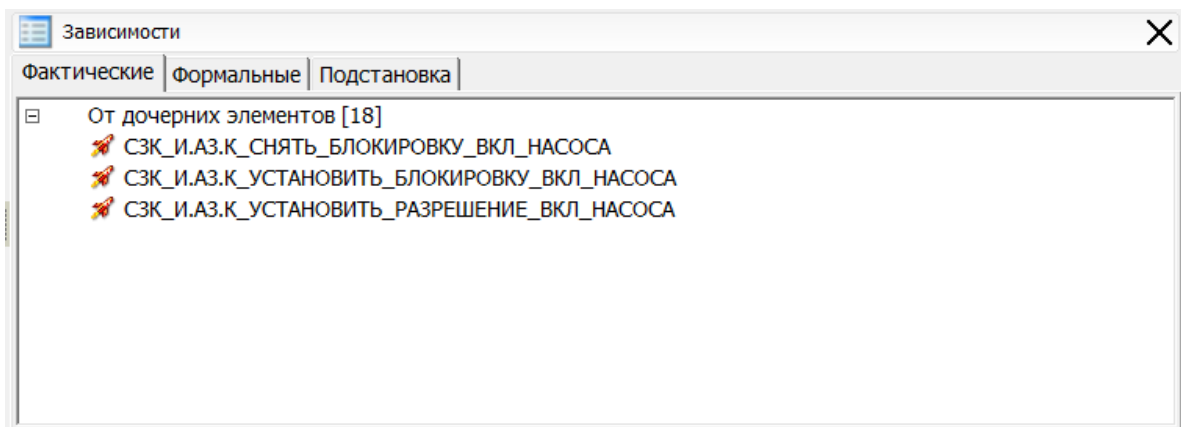 Зависимости
Фактические Формальные Подстановка
От дочерних элементов [18]
СЗК_И.АЗ.К_СНЯТЬ_БЛОКИРОВКУ_ВКЛ_НАСОСА
СЗК_И.АЗ.К_УСТАНОВИТЬ_БЛОКИРОВКУ_ВКЛ_НАСОСА
СЗК_И.АЗ.К_УСТАНОВИТЬ_РАЗРЕШЕНИЕ_ВКЛ_НАСОСА